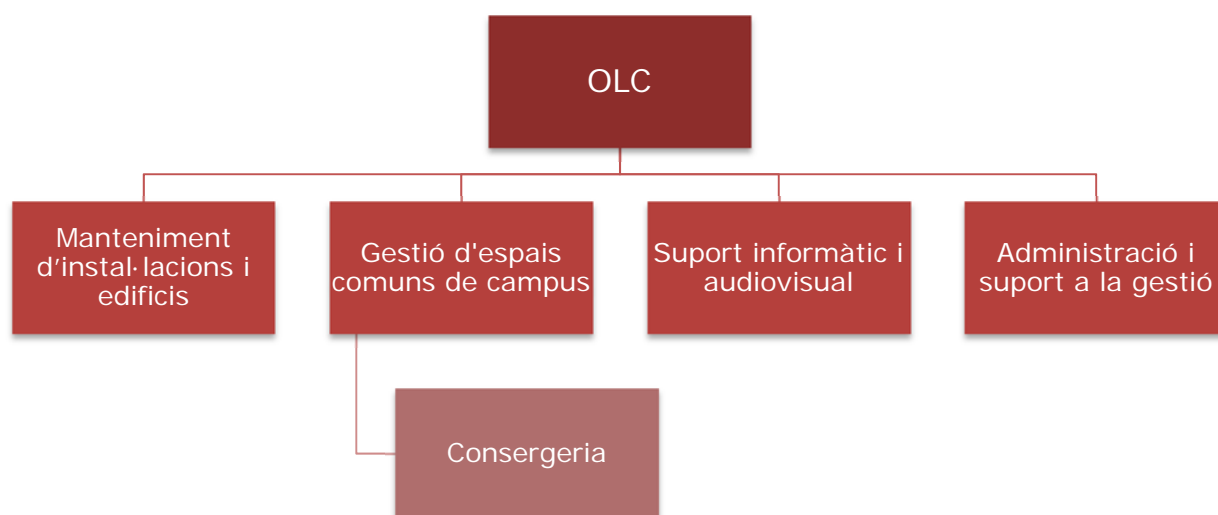 OLC
Manteniment
d’instal·lacions i
edificis
Gestió d'espais
comuns de campus
Suport informàtic i
audiovisual
Administració i
suport a la gestió
Consergeria